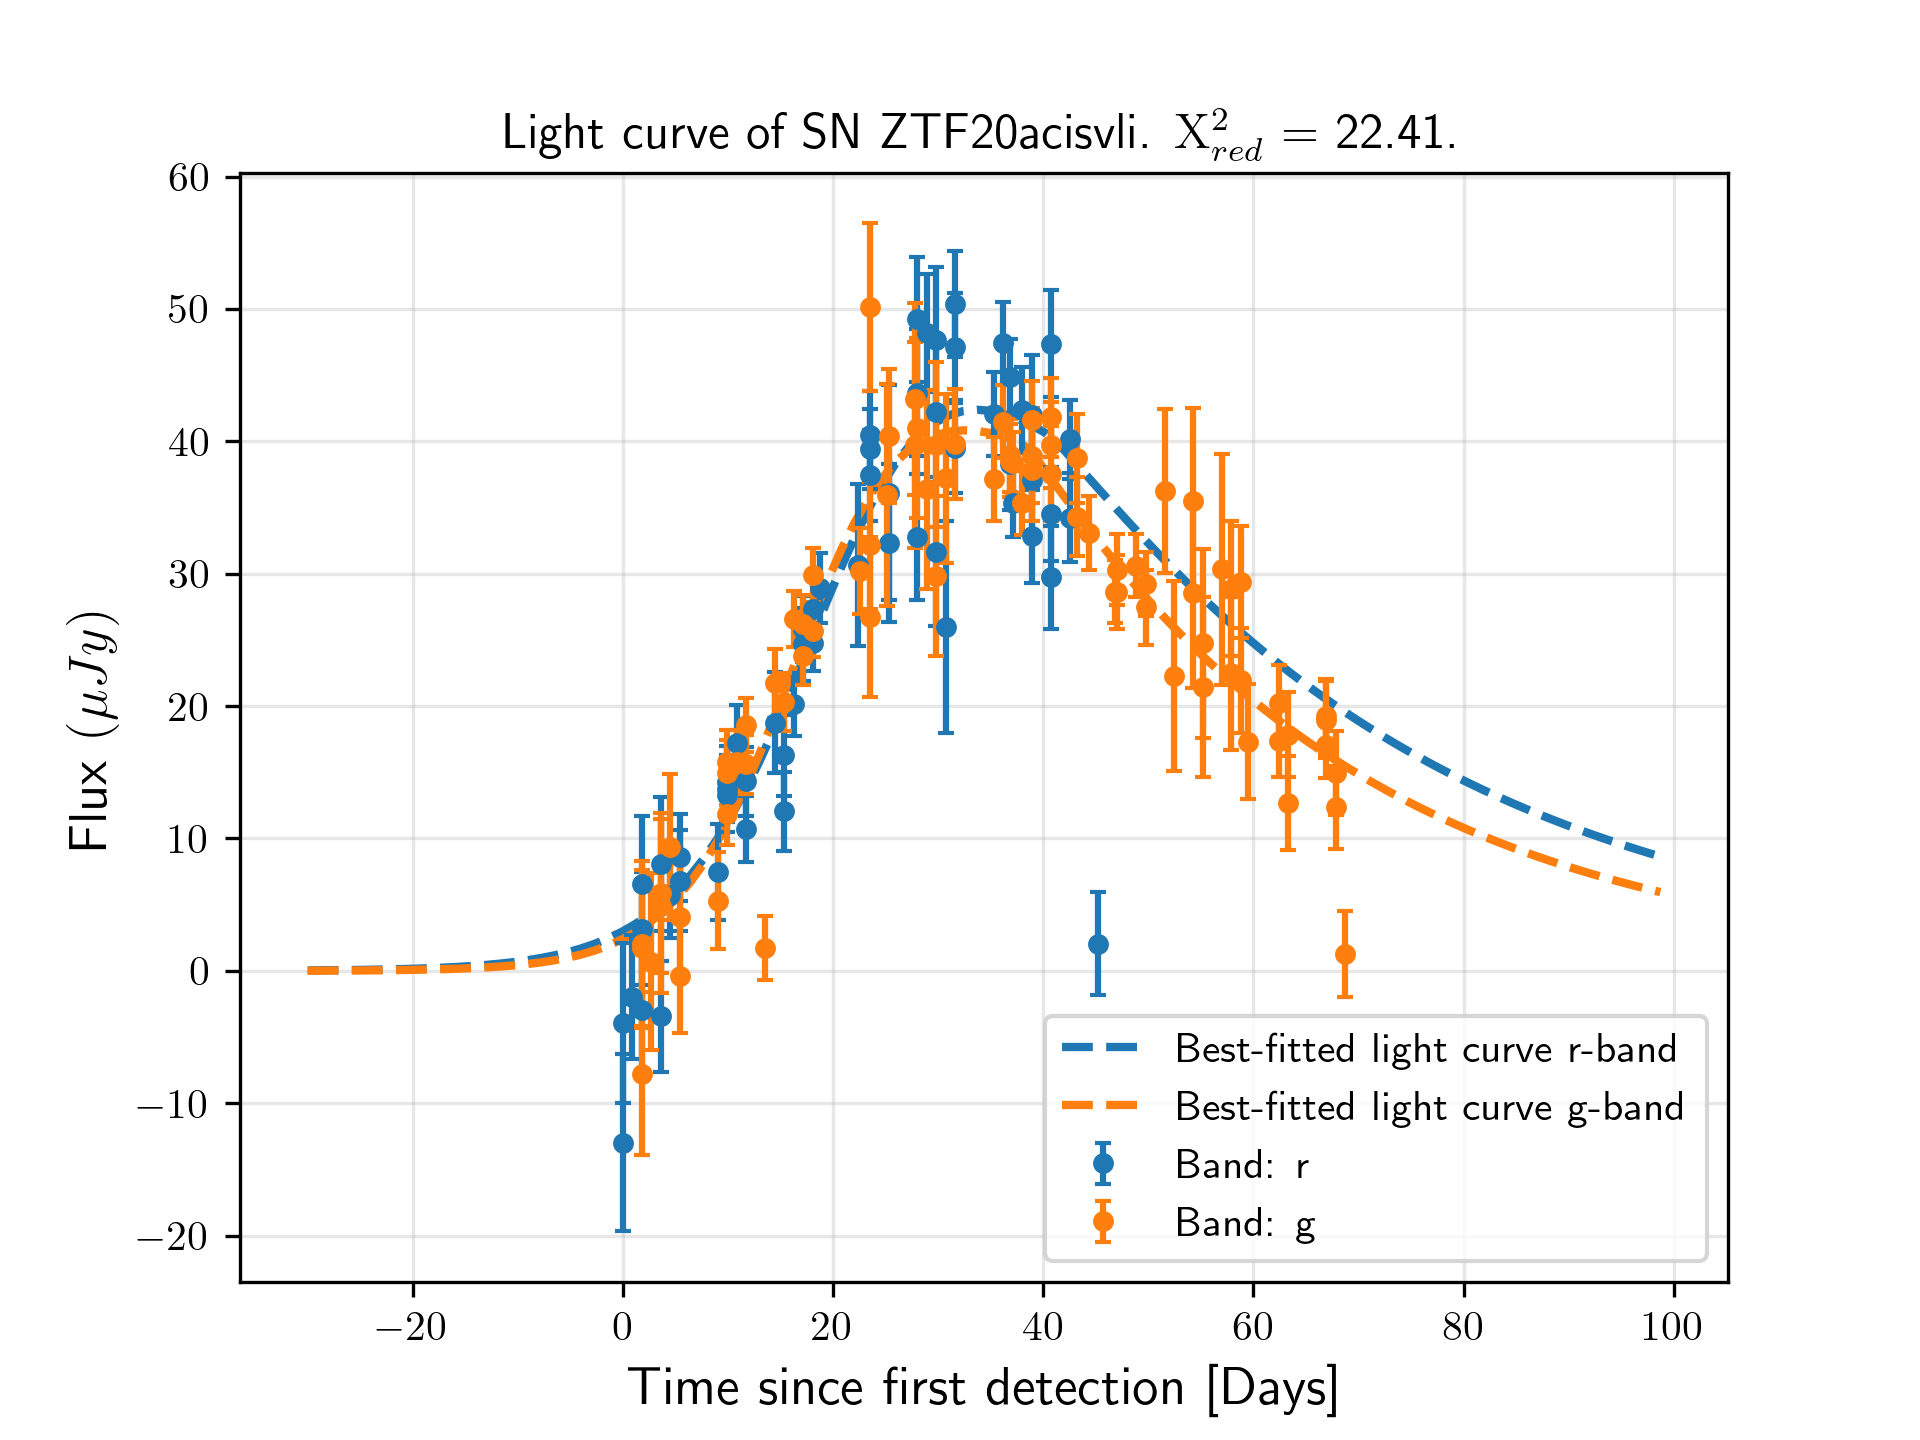 Light curve of SN ZTF20acisvli. X²_red = 22.41.
60
50
40
30
20
10
0
−10
−20
Flux (μJy)
−20 0 20 40 60 80 100
Time since first detection [Days]
Best-fitted light curve r-band
Best-fitted light curve g-band
Band: r
Band: g